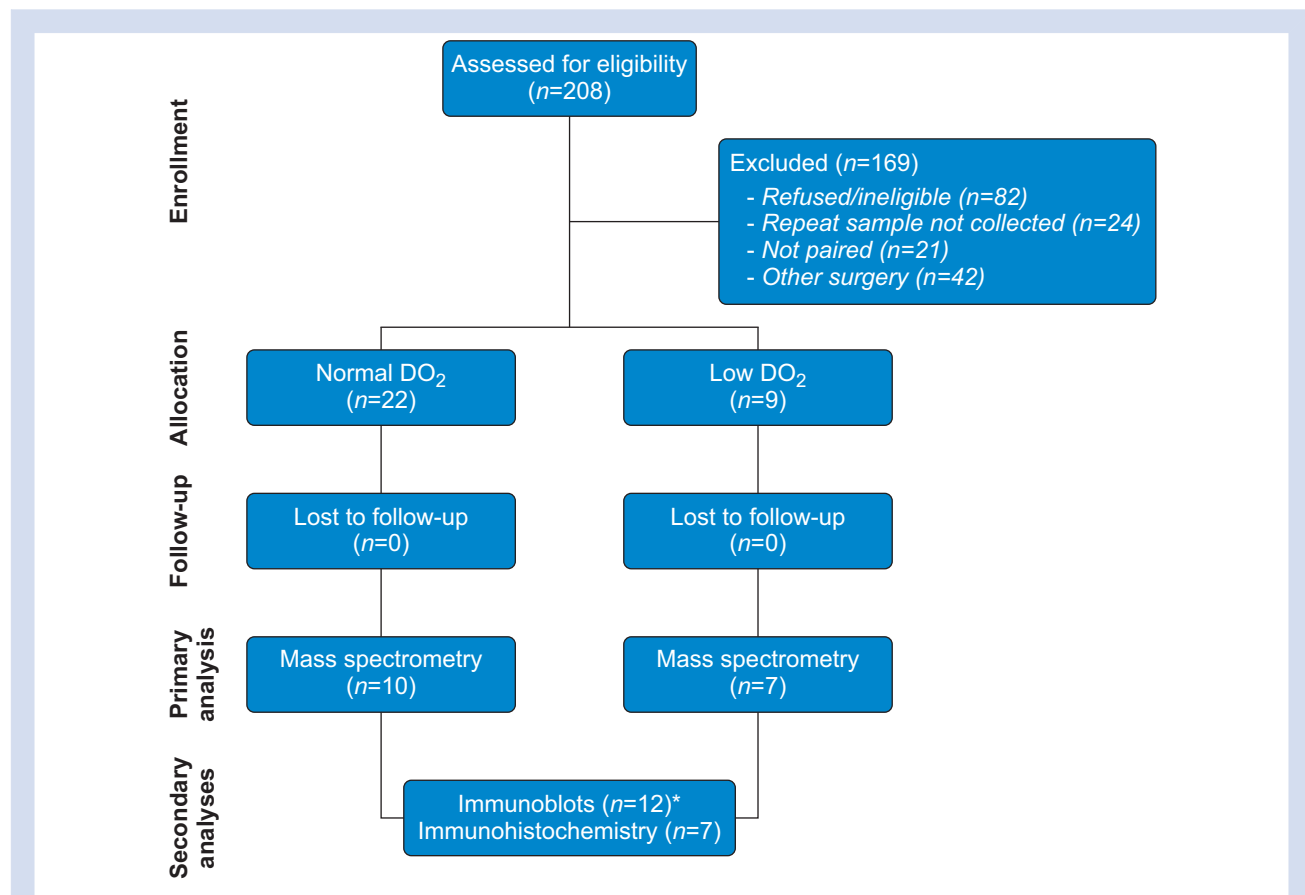 Enrollment
Assessed for eligibility
(n=208)
Excluded (n=169)
- Refused/ineligible (n=82)
- Repeat sample not collected (n=24)
- Not paired (n=21)
- Other surgery (n=42)
Allocation
Normal DO₂
(n=22)
Low DO₂
(n=9)
Follow-up
Lost to follow-up
(n=0)
Lost to follow-up
(n=0)
Primary
analysis
Mass spectrometry
(n=10)
Mass spectrometry
(n=7)
Secondary
analyses
Immunoblots (n=12)*
Immunohistochemistry (n=7)